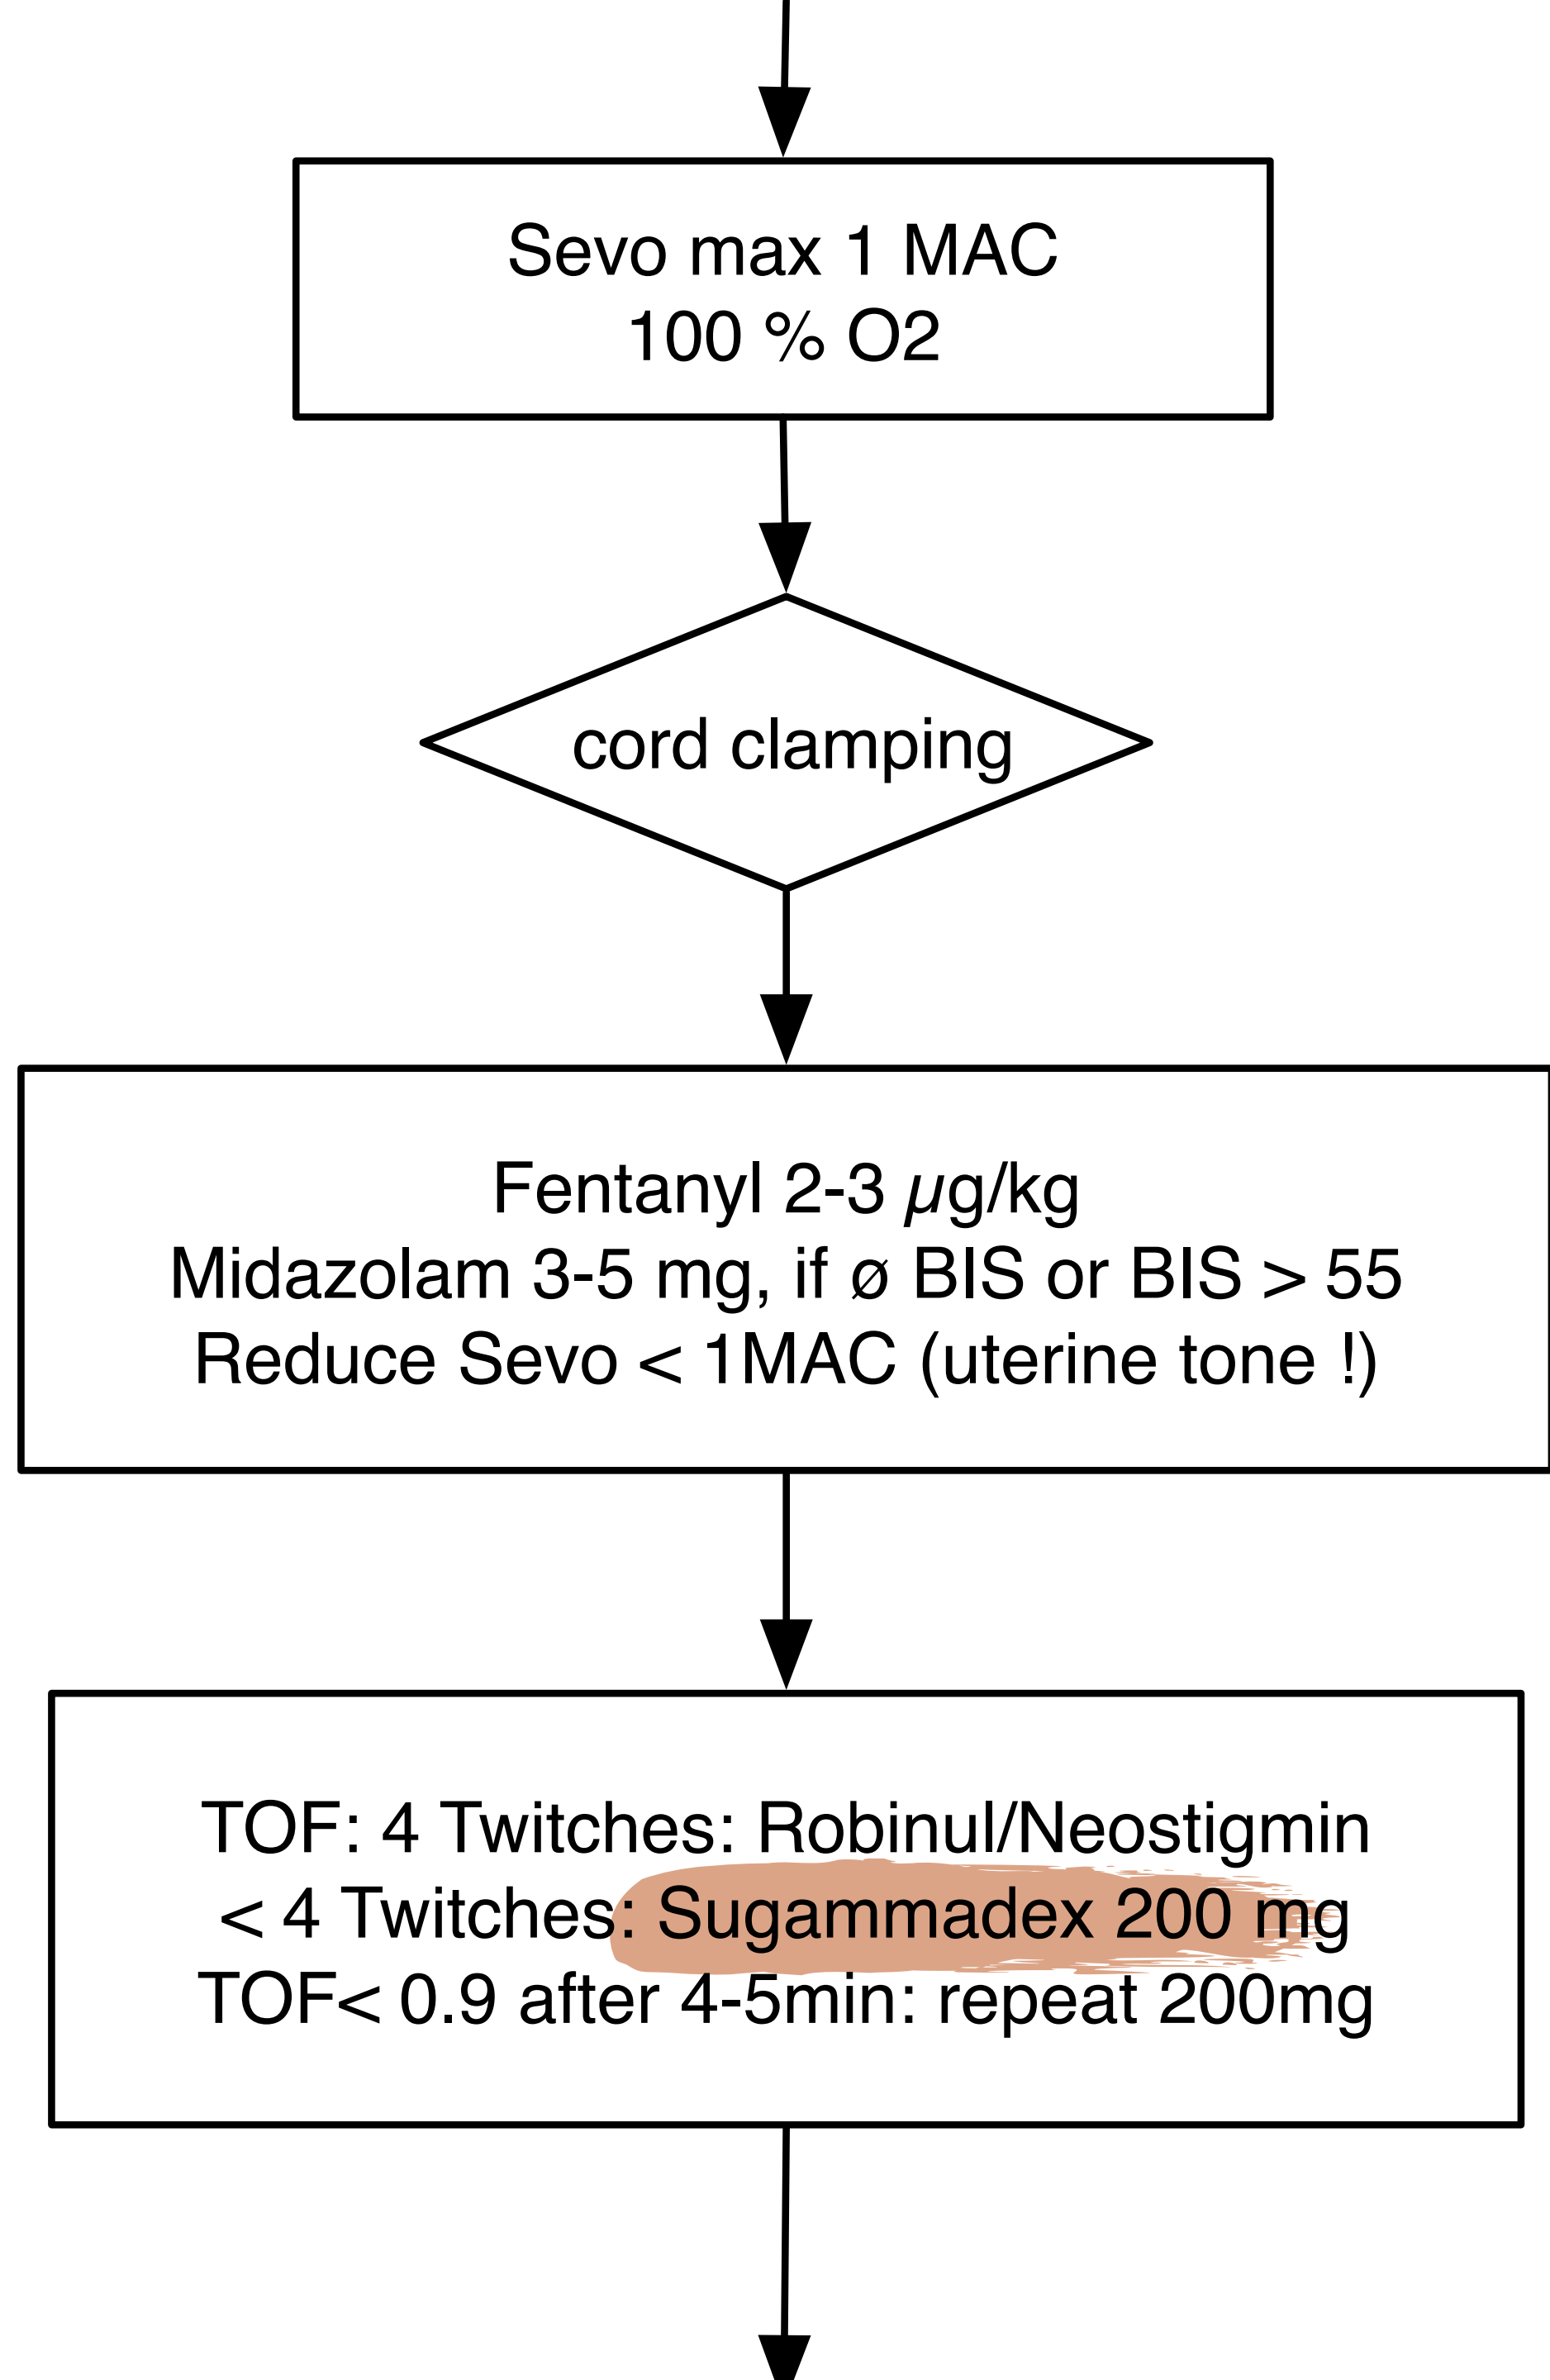 Sevo max 1 MAC
100 % O2
cord clamping
Fentanyl 2-3 µg/kg
Midazolam 3-5 mg, if ø BIS or BIS > 55
Reduce Sevo < 1MAC (uterine tone !)
TOF: 4 Twitches: Robinul/Neostigmin
< 4 Twitches: Sugammadex 200 mg
TOF< 0.9 after 4-5min: repeat 200mg